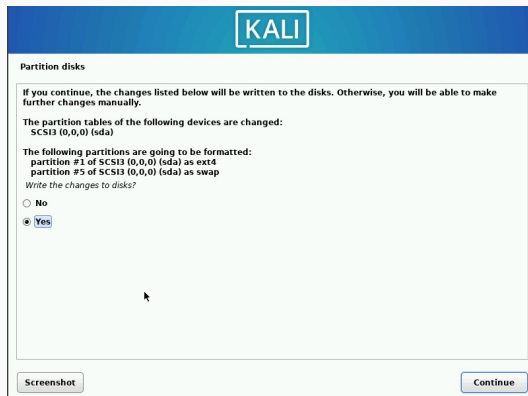 KALI
Partition disks
If you continue, the changes listed below will be written to the disks. Otherwise, you will be able to make
further changes manually.
The partition tables of the following devices are changed:
SCSI3 (0,0,0) (sda)
The following partitions are going to be formatted:
partition #1 of SCSI3 (0,0,0) (sda) as ext4
partition #5 of SCSI3 (0,0,0) (sda) as swap
Write the changes to disks?
No
Yes
Screenshot
Continue